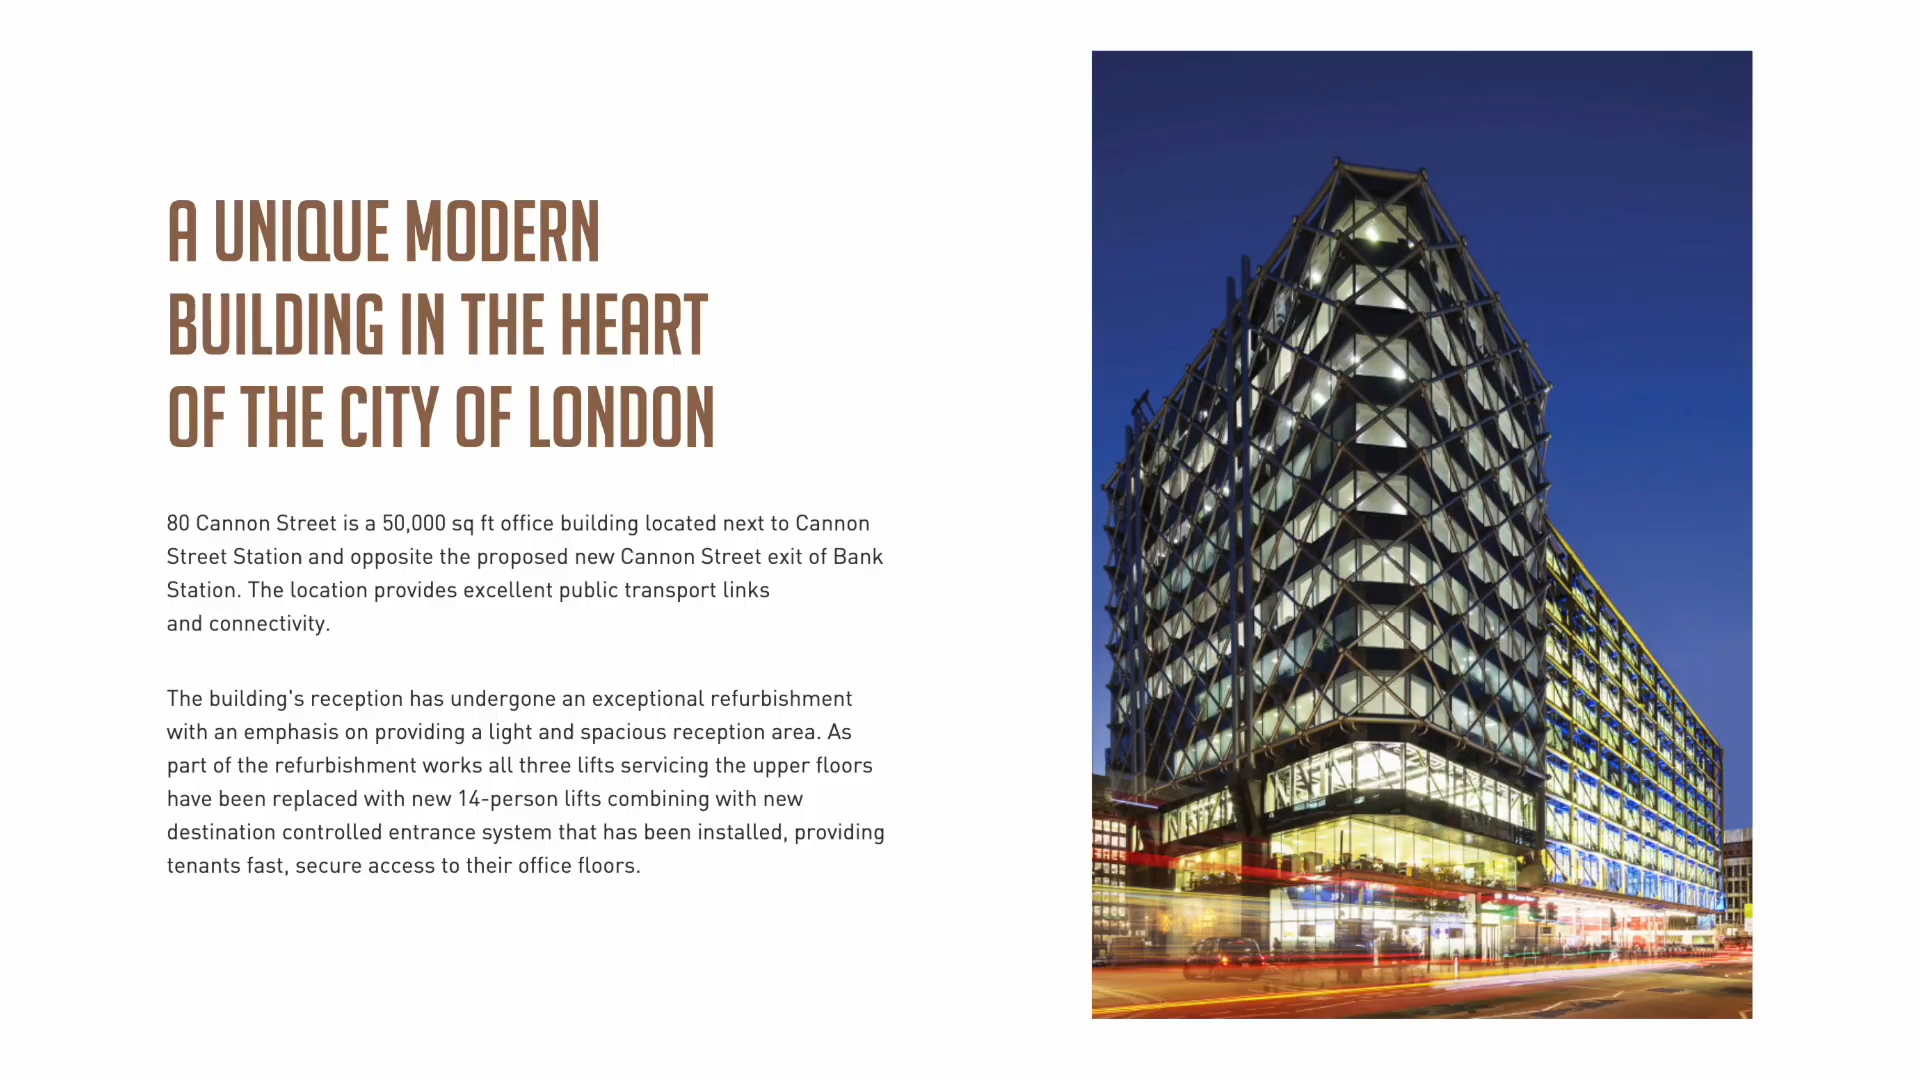 A UNIQUE MODERN
BUILDING IN THE HEART
OF THE CITY OF LONDON
80 Cannon Street is a 50,000 sq ft office building located next to Cannon
Street Station and opposite the proposed new Cannon Street exit of Bank
Station. The location provides excellent public transport links
and connectivity.
The building's reception has undergone an exceptional refurbishment
with an emphasis on providing a light and spacious reception area. As
part of the refurbishment works all three lifts servicing the upper floors
have been replaced with new 14-person lifts combining with new
destination controlled entrance system that has been installed, providing
tenants fast, secure access to their office floors.